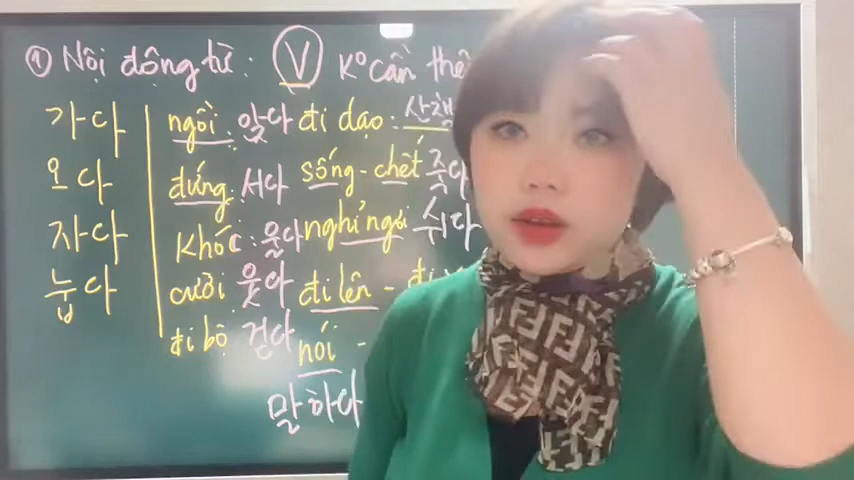 ① Nội động từ : Ⓥ K° cần thê
가다 ngồi : 앉다 đi dạo : 산책
오다 đứng : 서다 sống - chết 죽다
자다 Khóc : 울다 nghỉ ngơi 쉬다
눕다 cười 웃다 đi lên -
đi bộ 걷다 nói -
말하다